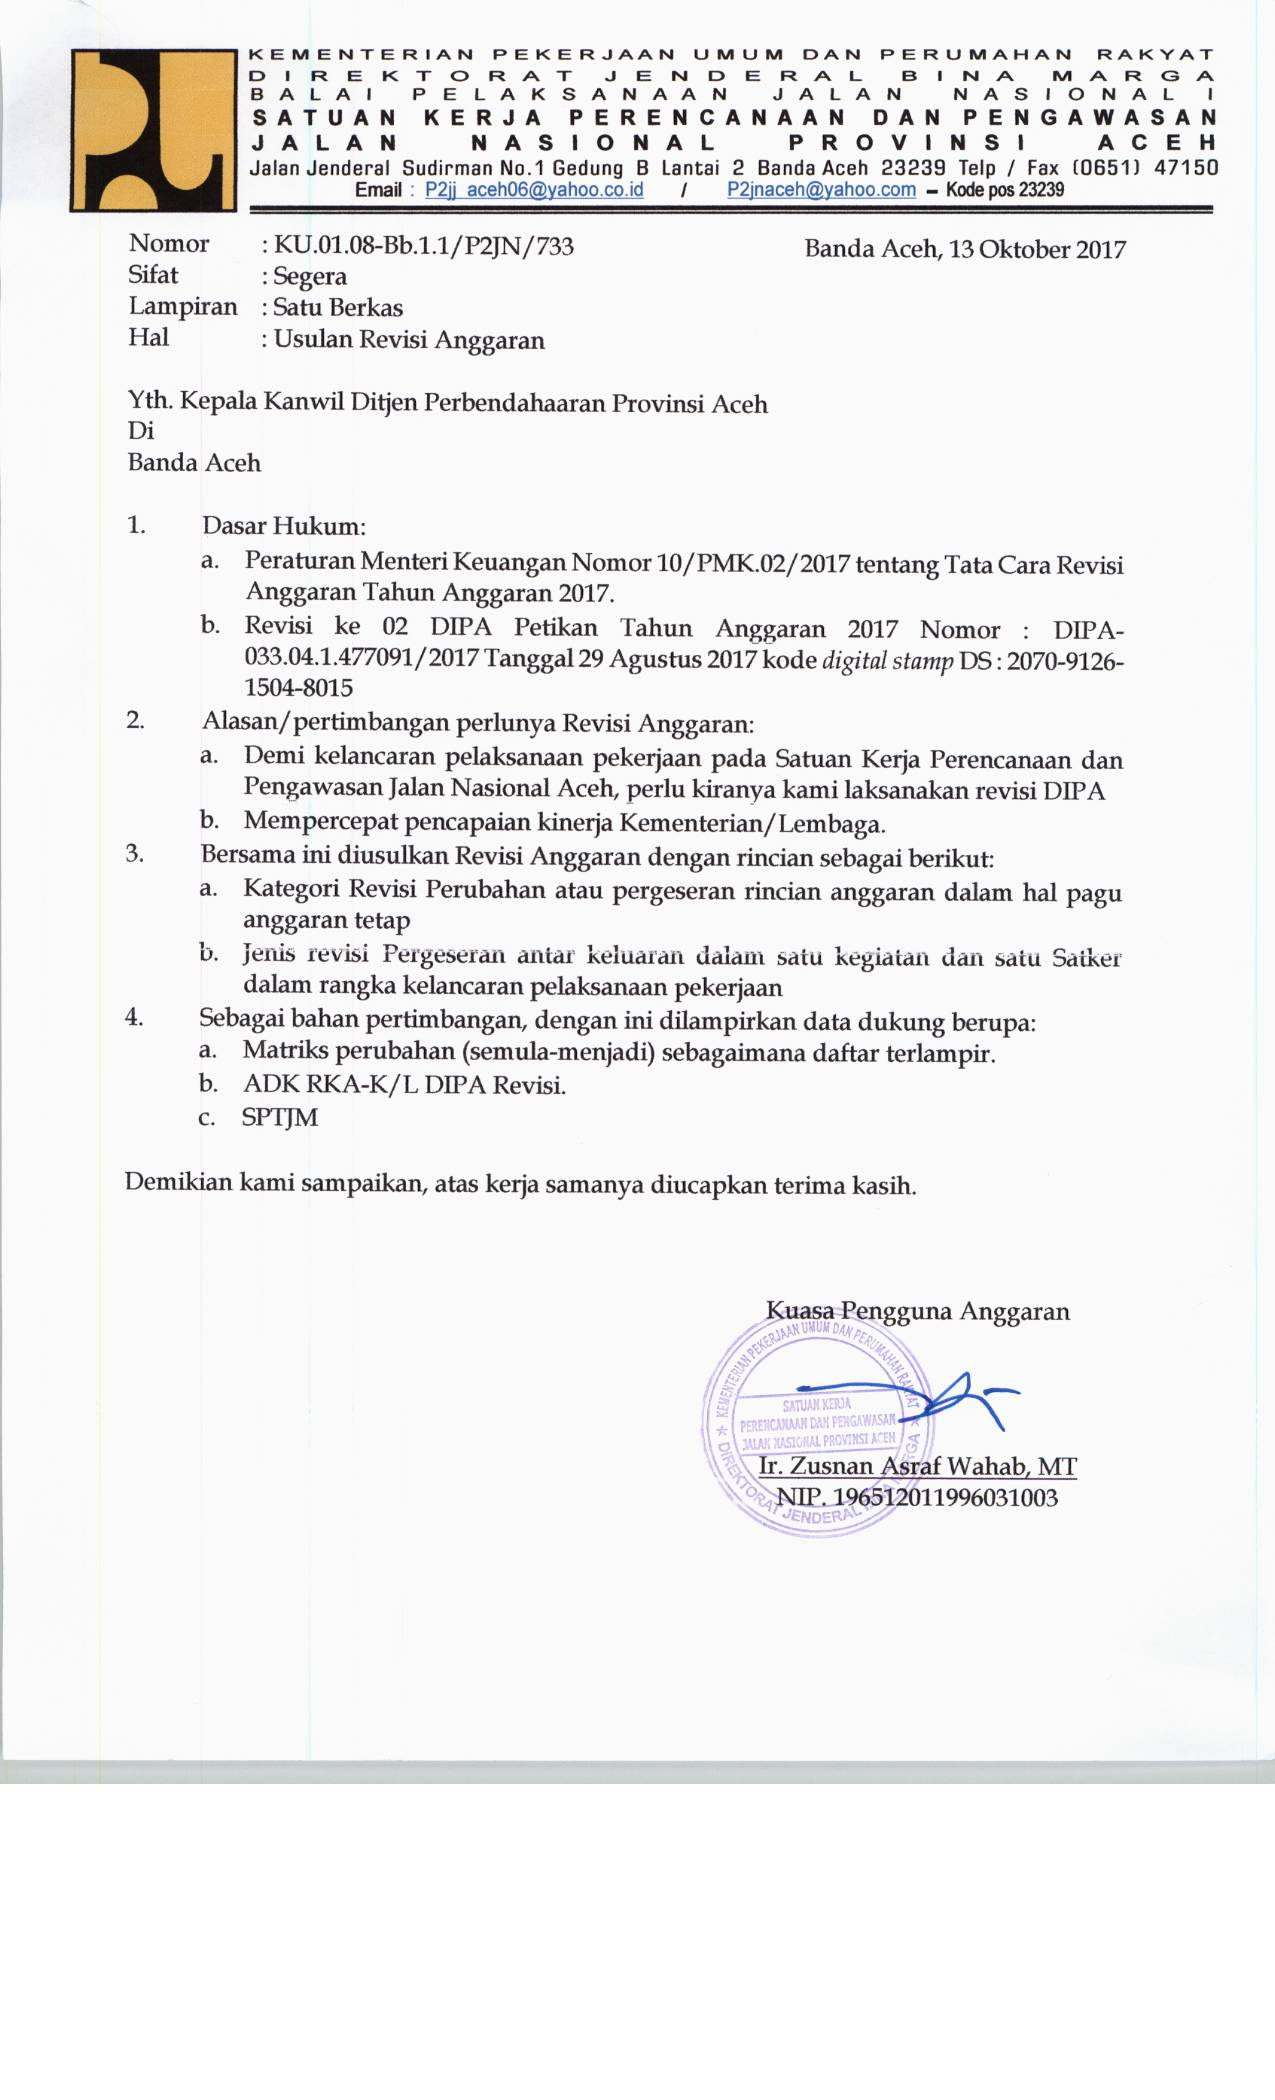 KEMENTERIAN PEKERJAAN UMUM DAN PERUMAHAN RAKYAT
DIREKTORAT JENDERAL BINA MARGA
BALAI PELAKSANAAN JALAN NASIONAL I
SATUAN KERJA PERENCANAAN DAN PENGAWASAN
JALAN NASIONAL PROVINSI ACEH
Jalan Jenderal Sudirman No.1 Gedung B Lantai 2 Banda Aceh 23239 Telp / Fax (0651) 47150
Email : P2jj_aceh06@yahoo.co.id / P2jnaceh@yahoo.com – Kode pos 23239
Nomor : KU.01.08-Bb.1.1/P2JN/733 Banda Aceh, 13 Oktober 2017
Sifat : Segera
Lampiran : Satu Berkas
Hal : Usulan Revisi Anggaran
Yth. Kepala Kanwil Ditjen Perbendahaaran Provinsi Aceh
Di
Banda Aceh
1. Dasar Hukum:
a. Peraturan Menteri Keuangan Nomor 10/PMK.02/2017 tentang Tata Cara Revisi
Anggaran Tahun Anggaran 2017.
b. Revisi ke 02 DIPA Petikan Tahun Anggaran 2017 Nomor : DIPA-
033.04.1.477091/2017 Tanggal 29 Agustus 2017 kode digital stamp DS : 2070-9126-
1504-8015
2. Alasan/pertimbangan perlunya Revisi Anggaran:
a. Demi kelancaran pelaksanaan pekerjaan pada Satuan Kerja Perencanaan dan
Pengawasan Jalan Nasional Aceh, perlu kiranya kami laksanakan revisi DIPA
b. Mempercepat pencapaian kinerja Kementerian/Lembaga.
3. Bersama ini diusulkan Revisi Anggaran dengan rincian sebagai berikut:
a. Kategori Revisi Perubahan atau pergeseran rincian anggaran dalam hal pagu
anggaran tetap
b. Jenis revisi Pergeseran antar keluaran dalam satu kegiatan dan satu Satker
dalam rangka kelancaran pelaksanaan pekerjaan
4. Sebagai bahan pertimbangan, dengan ini dilampirkan data dukung berupa:
a. Matriks perubahan (semula-menjadi) sebagaimana daftar terlampir.
b. ADK RKA-K/L DIPA Revisi.
c. SPTJM
Demikian kami sampaikan, atas kerja samanya diucapkan terima kasih.
Kuasa Pengguna Anggaran
KEMENTERIAN PEKERJAAN UMUM DAN PERUMAHAN RAKYAT
SATUAN KERJA
PERENCANAAN DAN PENGAWASAN
JALAN NASIONAL PROVINSI ACEH
DIREKTORAT JENDERAL BINA MARGA
Ir. Zusnan Asraf Wahab, MT
NIP. 196512011996031003